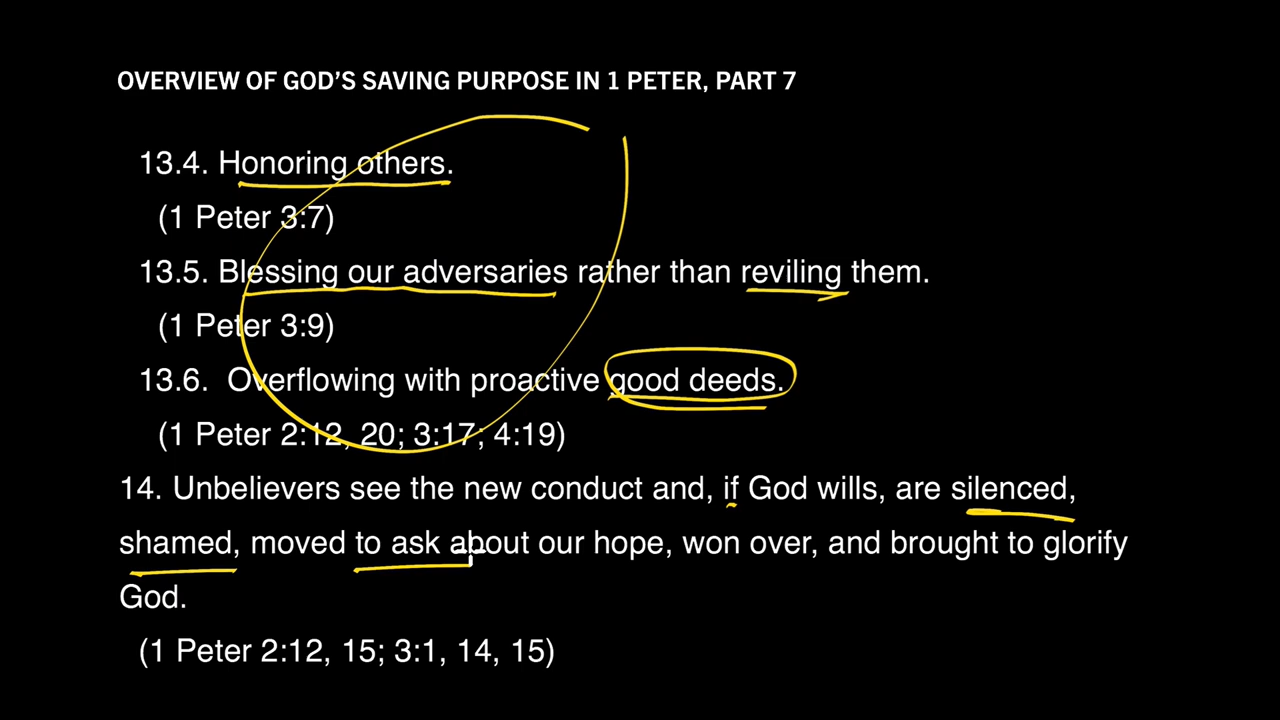 OVERVIEW OF GOD'S SAVING PURPOSE IN 1 PETER, PART 7
13.4. Honoring others.
(1 Peter 3:7)
13.5. Blessing our adversaries rather than reviling them.
(1 Peter 3:9)
13.6. Overflowing with proactive good deeds.
(1 Peter 2:12, 20; 3:17; 4:19)
14. Unbelievers see the new conduct and, if God wills, are silenced,
shamed, moved to ask about our hope, won over, and brought to glorify
God.
(1 Peter 2:12, 15; 3:1, 14, 15)